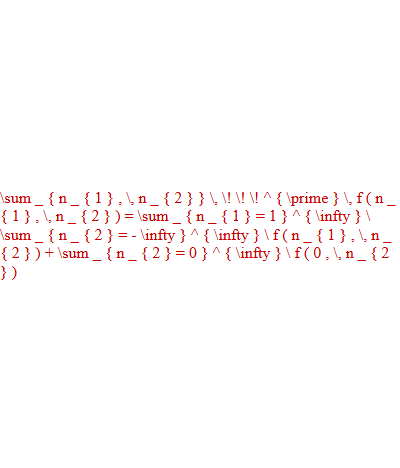 \sum _ { n _ { 1 } , \, n _ { 2 } } \, \! \! \! ^ { \prime } \, f ( n _
{ 1 } , \, n _ { 2 } ) = \sum _ { n _ { 1 } = 1 } ^ { \infty } \
\sum _ { n _ { 2 } = - \infty } ^ { \infty } \ f ( n _ { 1 } , \, n _
{ 2 } ) + \sum _ { n _ { 2 } = 0 } ^ { \infty } \ f ( 0 , \, n _ { 2
} )